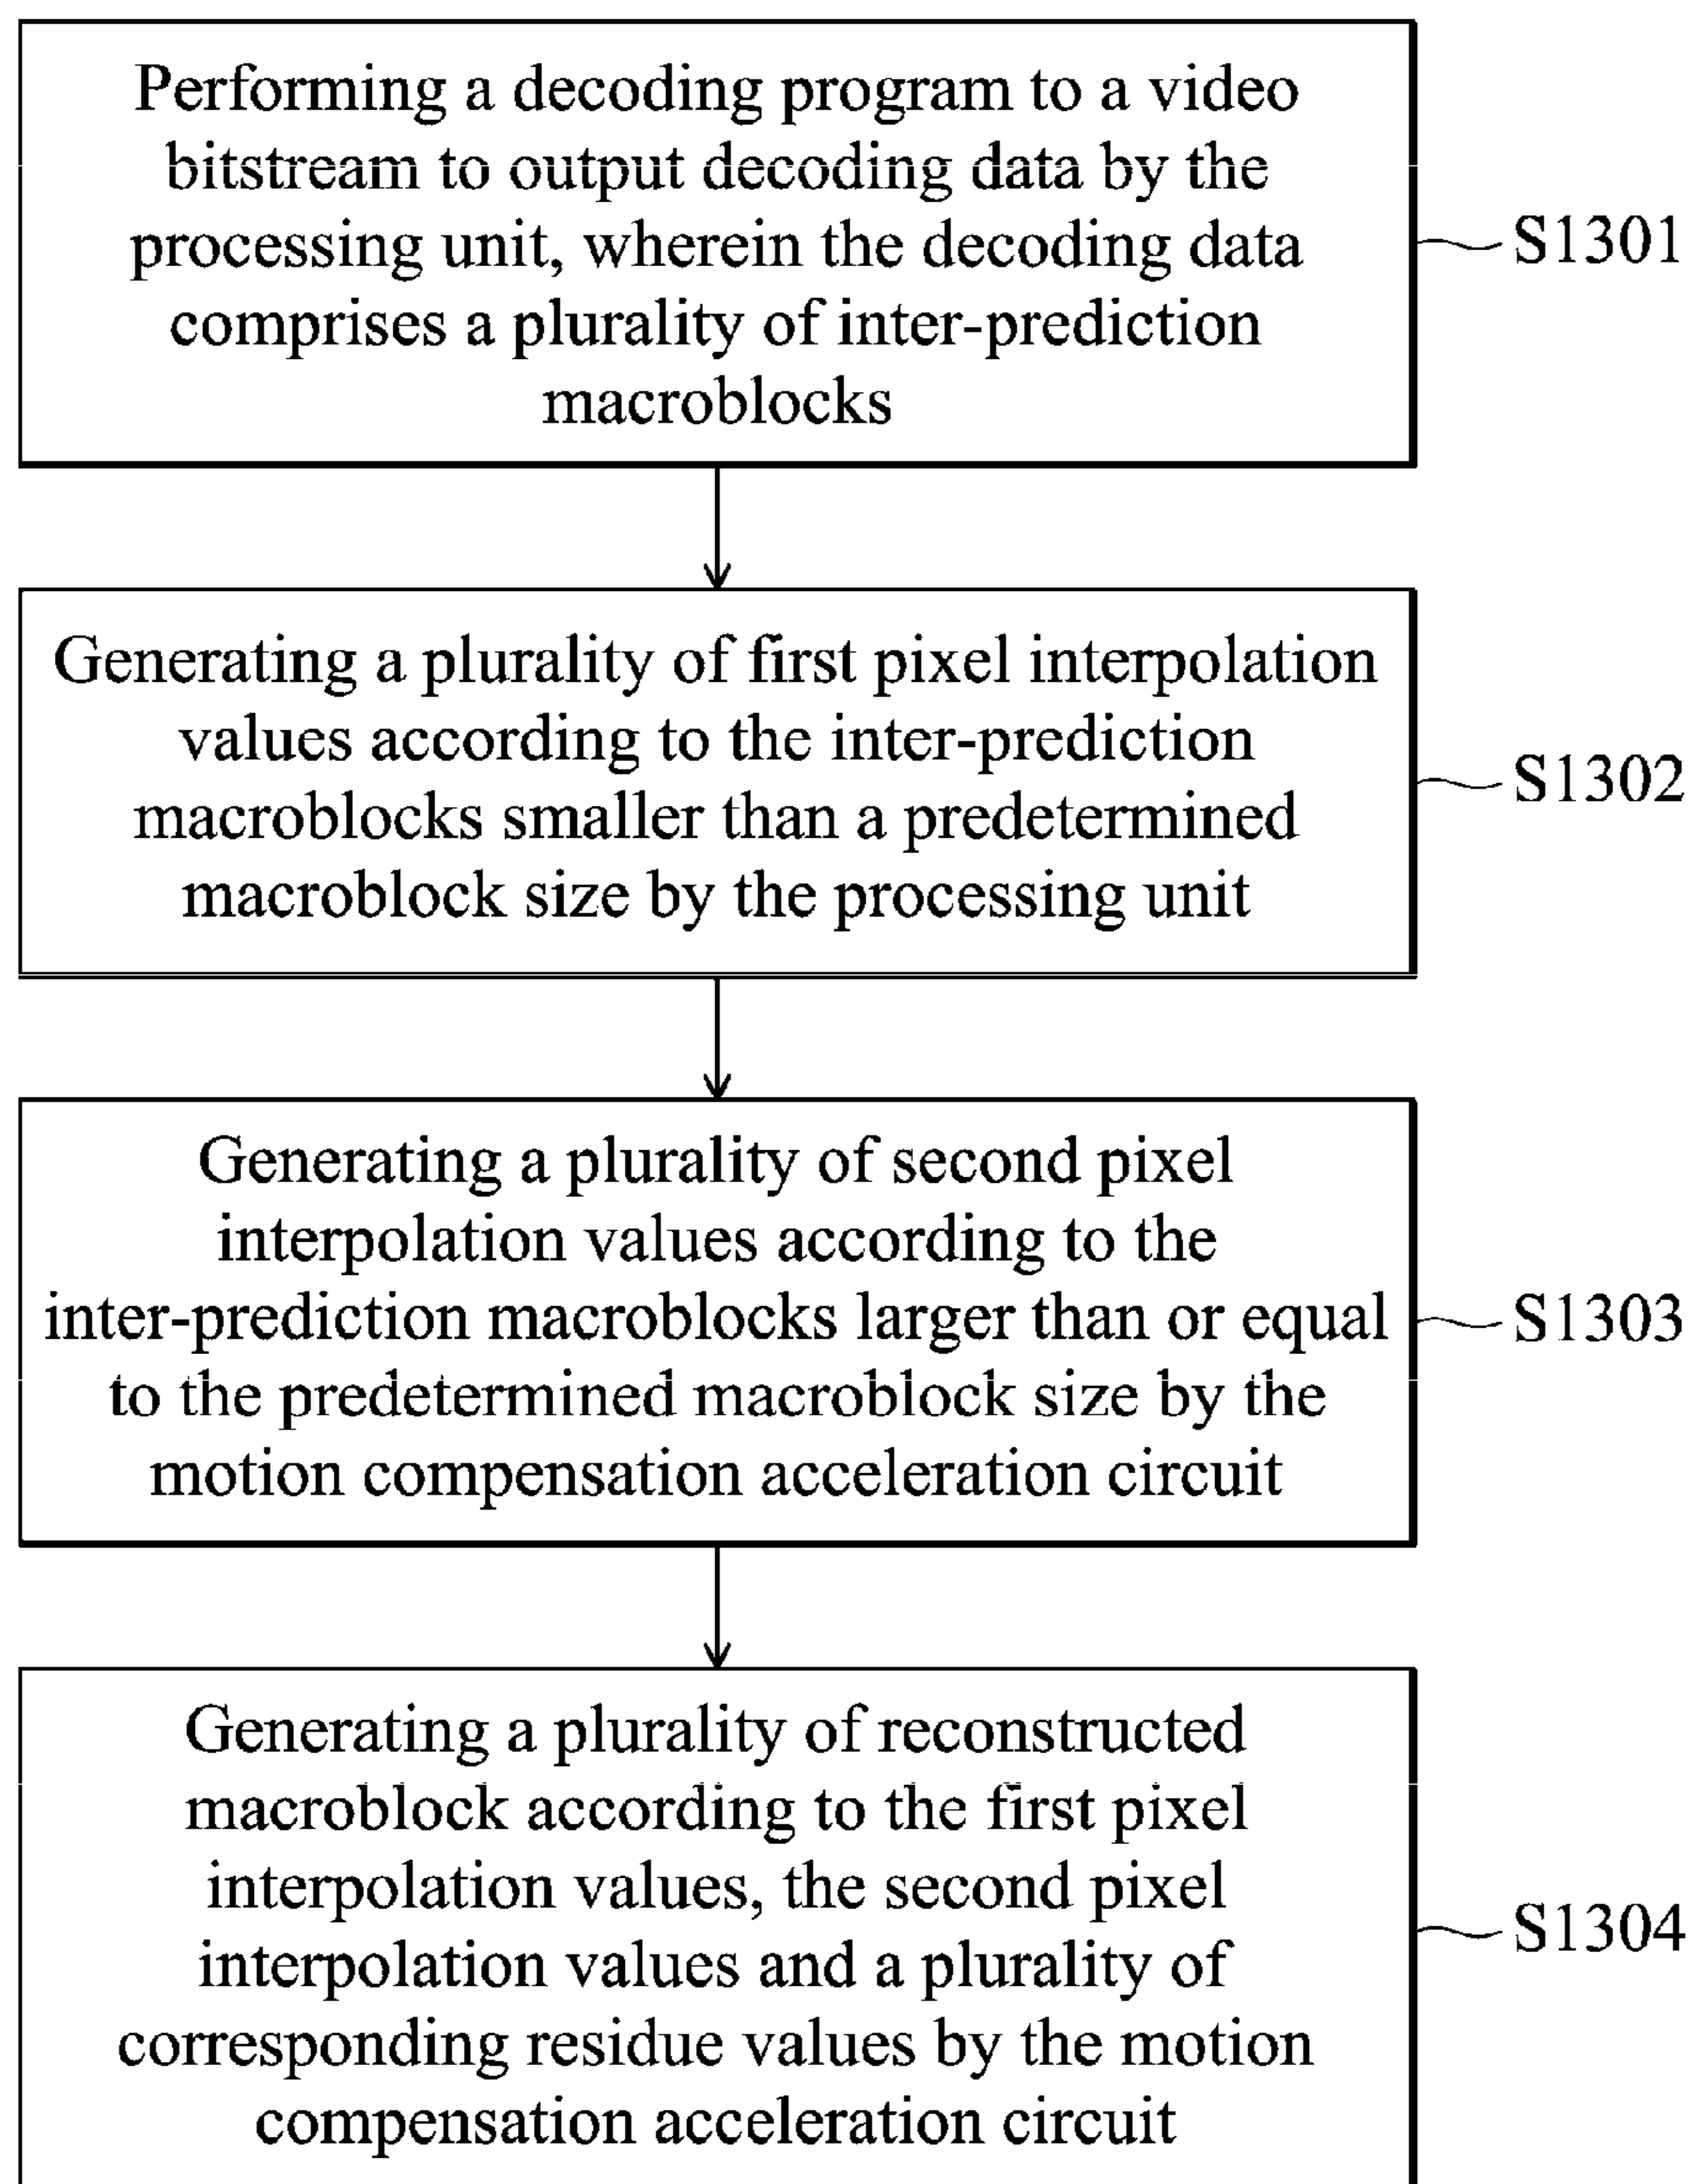 Performing a decoding program to a video
bitstream to output decoding data by the
processing unit, wherein the decoding data
comprises a plurality of inter-prediction
macroblocks
S1301
Generating a plurality of first pixel interpolation
values according to the inter-prediction
macroblocks smaller than a predetermined
macroblock size by the processing unit
S1302
Generating a plurality of second pixel
interpolation values according to the
inter-prediction macroblocks larger than or equal
to the predetermined macroblock size by the
motion compensation acceleration circuit
S1303
Generating a plurality of reconstructed
macroblock according to the first pixel
interpolation values, the second pixel
interpolation values and a plurality of
corresponding residue values by the motion
compensation acceleration circuit
S1304